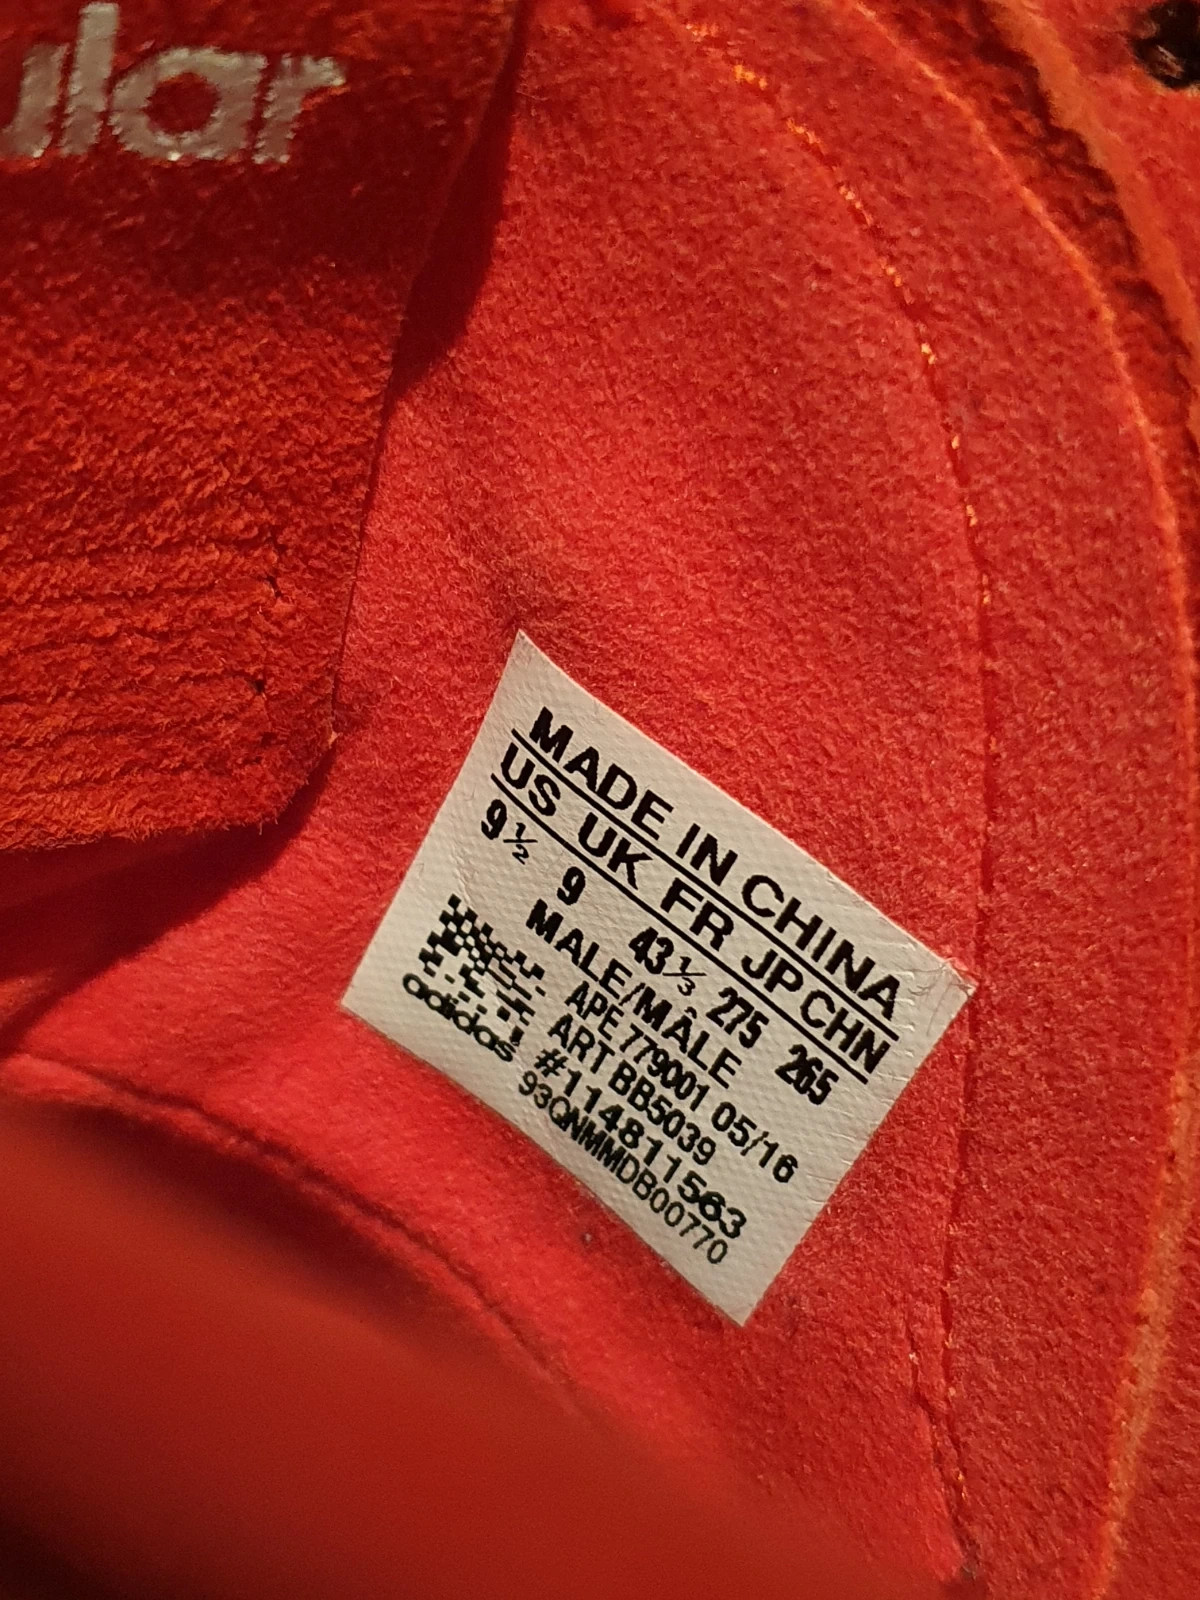 ular
MADE IN CHINA
US UK FR JP CHN
9½ 9 43⅓ 275 265
MALE/MÂLE
APE 779001 05/16
ART BB5039
#114811563
93QNMMDB00770
adidas